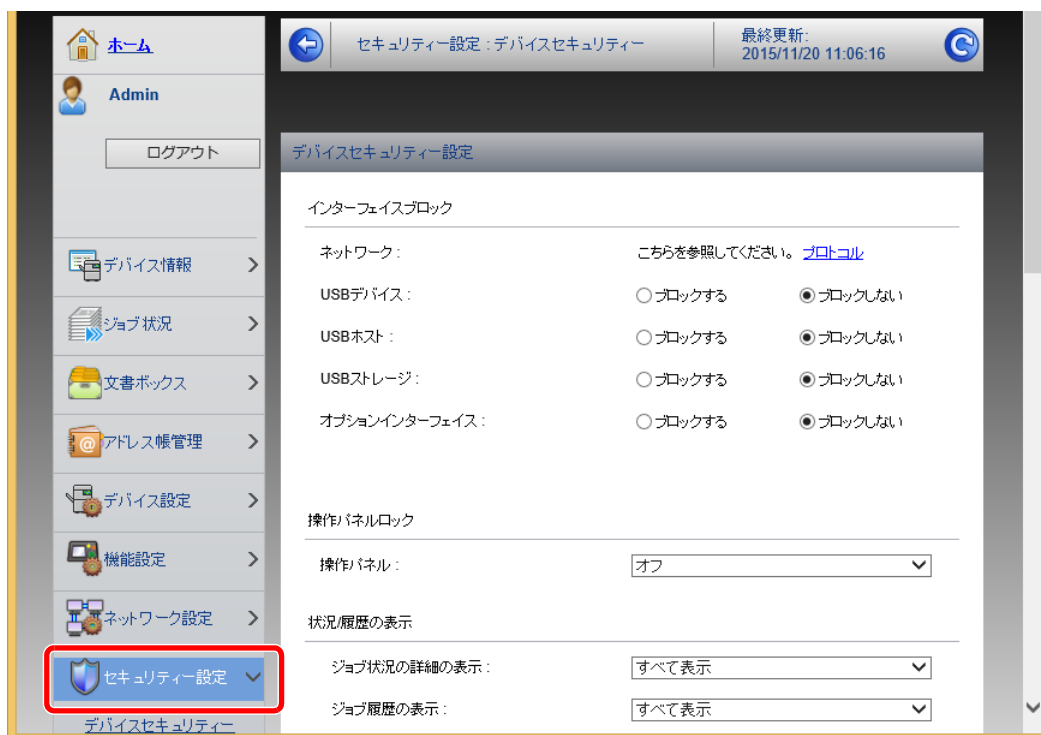 ホーム
Admin
ログアウト
デバイス情報
ジョブ状況
文書ボックス
アドレス帳管理
デバイス設定
機能設定
ネットワーク設定
セキュリティー設定
デバイスセキュリティー
セキュリティー設定 : デバイスセキュリティー
最終更新:
2015/11/20 11:06:16
デバイスセキュリティー設定
インターフェイスブロック
ネットワーク : こちらを参照してください。 プロトコル
USBデバイス : ブロックする ブロックしない
USBホスト : ブロックする ブロックしない
USBストレージ : ブロックする ブロックしない
オプションインターフェイス : ブロックする ブロックしない
操作パネルロック
操作パネル : オフ
状況/履歴の表示
ジョブ状況の詳細の表示 : すべて表示
ジョブ履歴の表示 : すべて表示